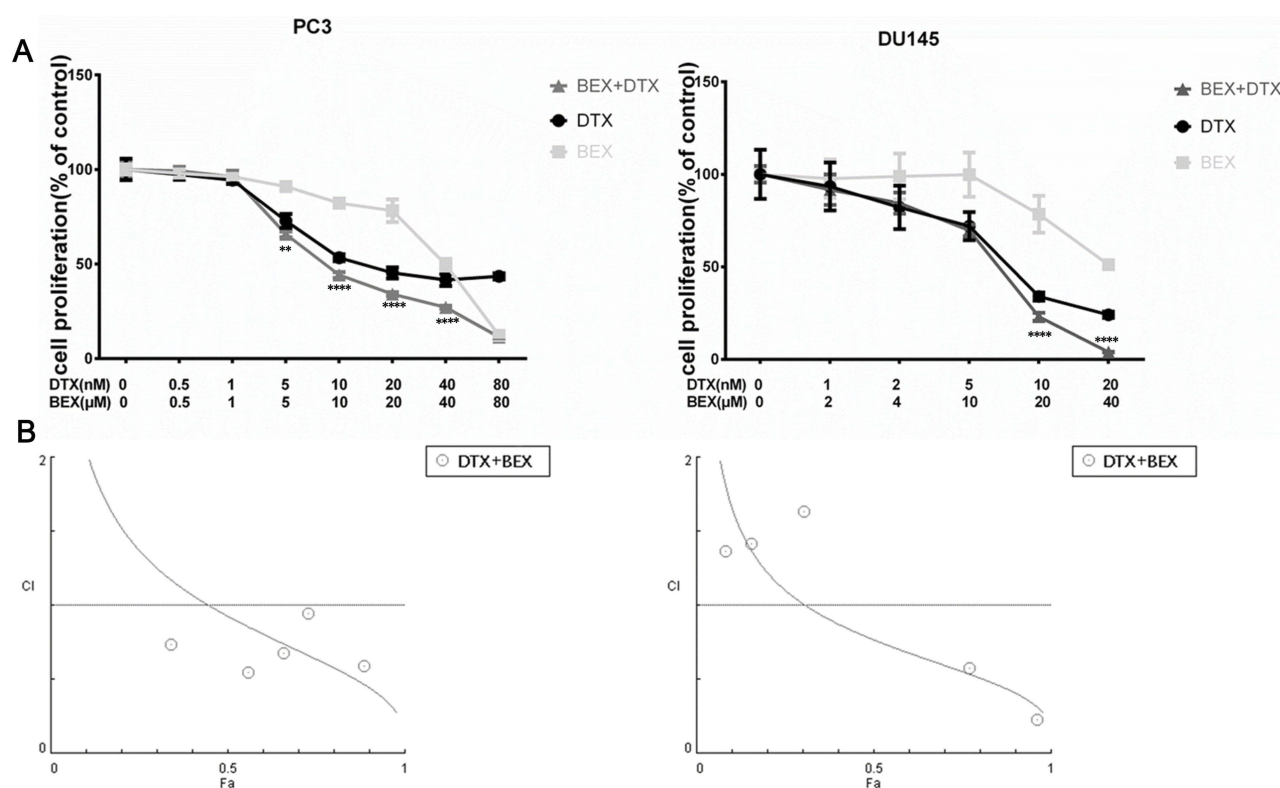 A
PC3
cell proliferation(% of control)
150
100
50
0
BEX+DTX
DTX
BEX
**
****
****
****
DTX(nM) 0 0.5 1 5 10 20 40 80
BEX(μM) 0 0.5 1 5 10 20 40 80
DU145
cell proliferation(% of control)
150
100
50
0
BEX+DTX
DTX
BEX
****
****
DTX(nM) 0 1 2 5 10 20
BEX(μM) 0 2 4 10 20 40
B
DTX+BEX
2
CI
0
0 0.5 1
Fa
DTX+BEX
2
CI
0
0 0.5 1
Fa